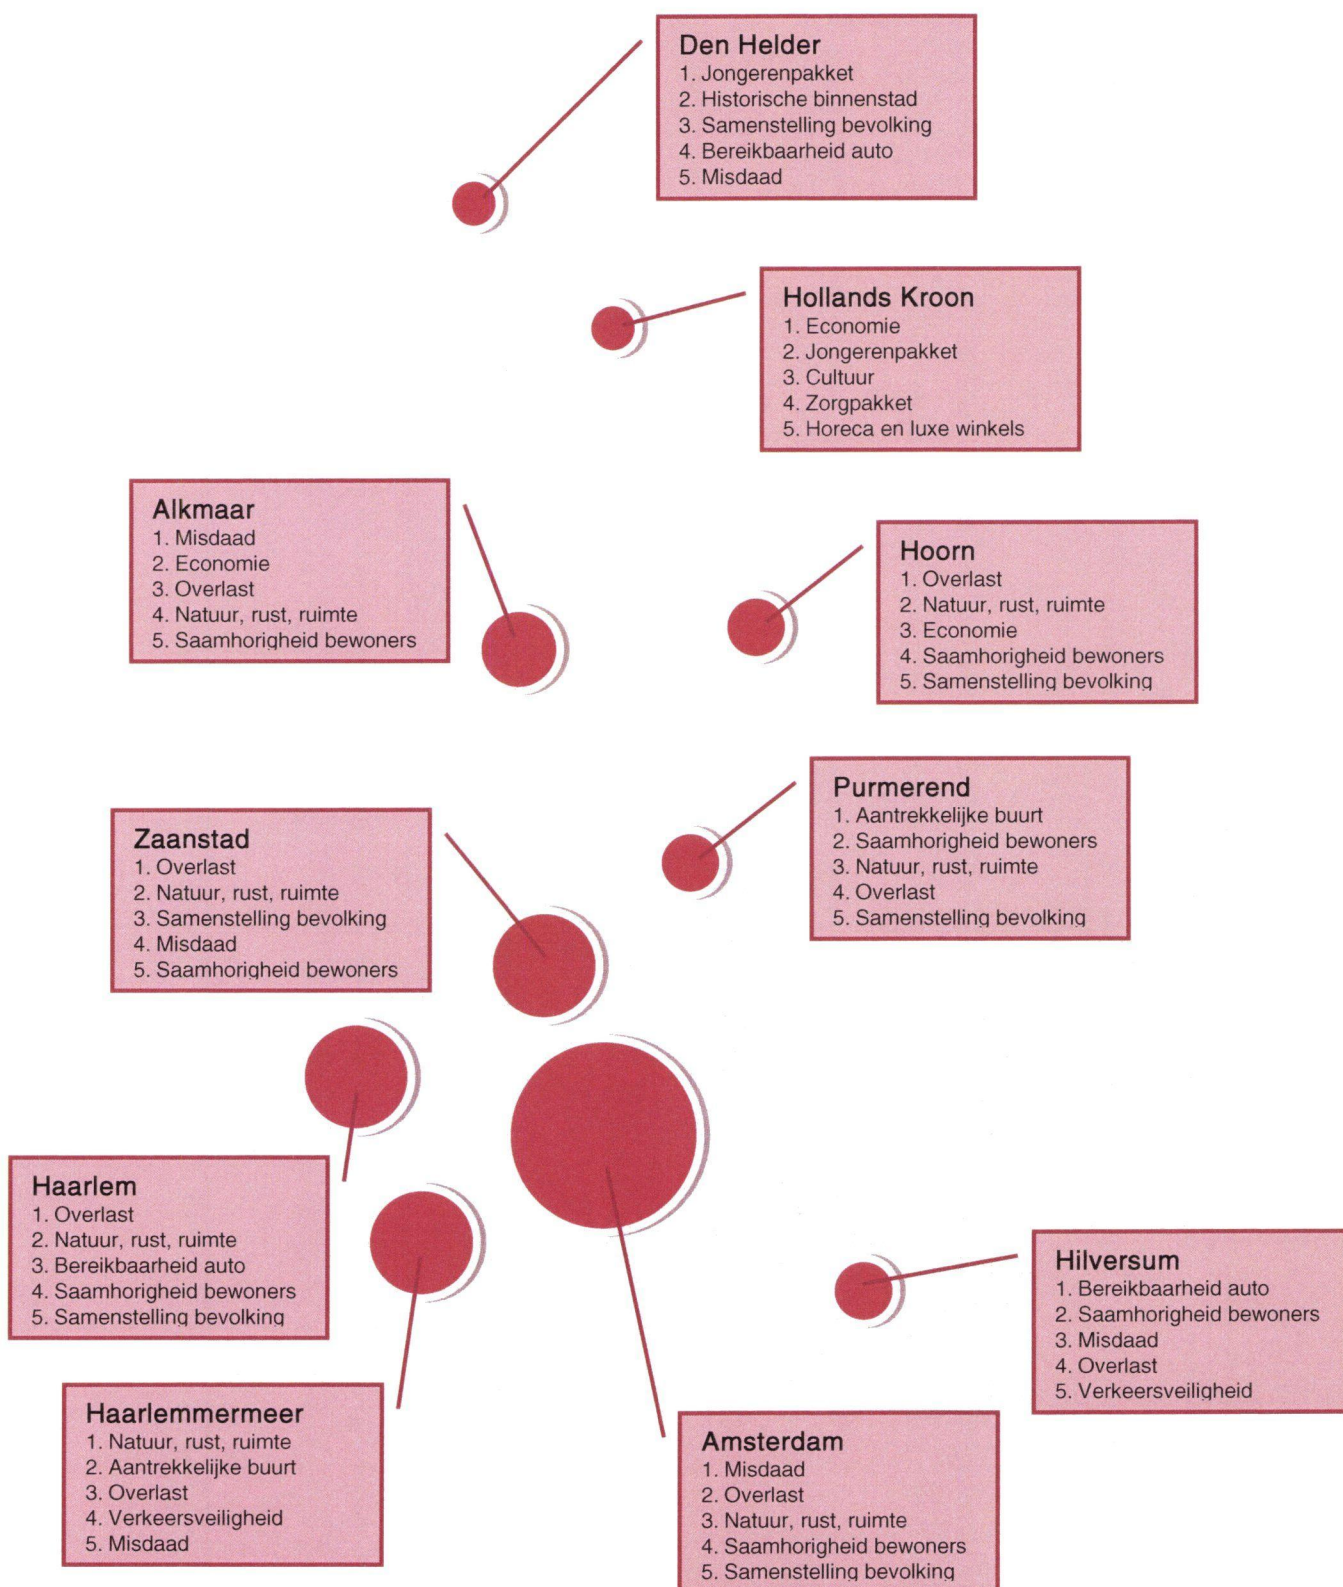 Den Helder
1. Jongerenpakket
2. Historische binnenstad
3. Samenstelling bevolking
4. Bereikbaarheid auto
5. Misdaad
Hollands Kroon
1. Economie
2. Jongerenpakket
3. Cultuur
4. Zorgpakket
5. Horeca en luxe winkels
Alkmaar
1. Misdaad
2. Economie
3. Overlast
4. Natuur, rust, ruimte
5. Saamhorigheid bewoners
Hoorn
1. Overlast
2. Natuur, rust, ruimte
3. Economie
4. Saamhorigheid bewoners
5. Samenstelling bevolking
Purmerend
1. Aantrekkelijke buurt
2. Saamhorigheid bewoners
3. Natuur, rust, ruimte
4. Overlast
5. Samenstelling bevolking
Zaanstad
1. Overlast
2. Natuur, rust, ruimte
3. Samenstelling bevolking
4. Misdaad
5. Saamhorigheid bewoners
Haarlem
1. Overlast
2. Natuur, rust, ruimte
3. Bereikbaarheid auto
4. Saamhorigheid bewoners
5. Samenstelling bevolking
Hilversum
1. Bereikbaarheid auto
2. Saamhorigheid bewoners
3. Misdaad
4. Overlast
5. Verkeersveiligheid
Haarlemmermeer
1. Natuur, rust, ruimte
2. Aantrekkelijke buurt
3. Overlast
4. Verkeersveiligheid
5. Misdaad
Amsterdam
1. Misdaad
2. Overlast
3. Natuur, rust, ruimte
4. Saamhorigheid bewoners
5. Samenstelling bevolking